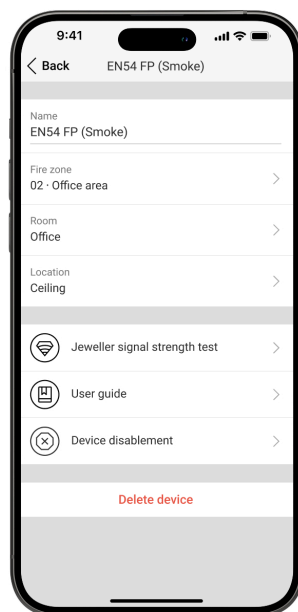 9:41
Back EN54 FP (Smoke)
Name
EN54 FP (Smoke)
Fire zone
02 · Office area
Room
Office
Location
Ceiling
Jeweller signal strength test
User guide
Device disablement
Delete device